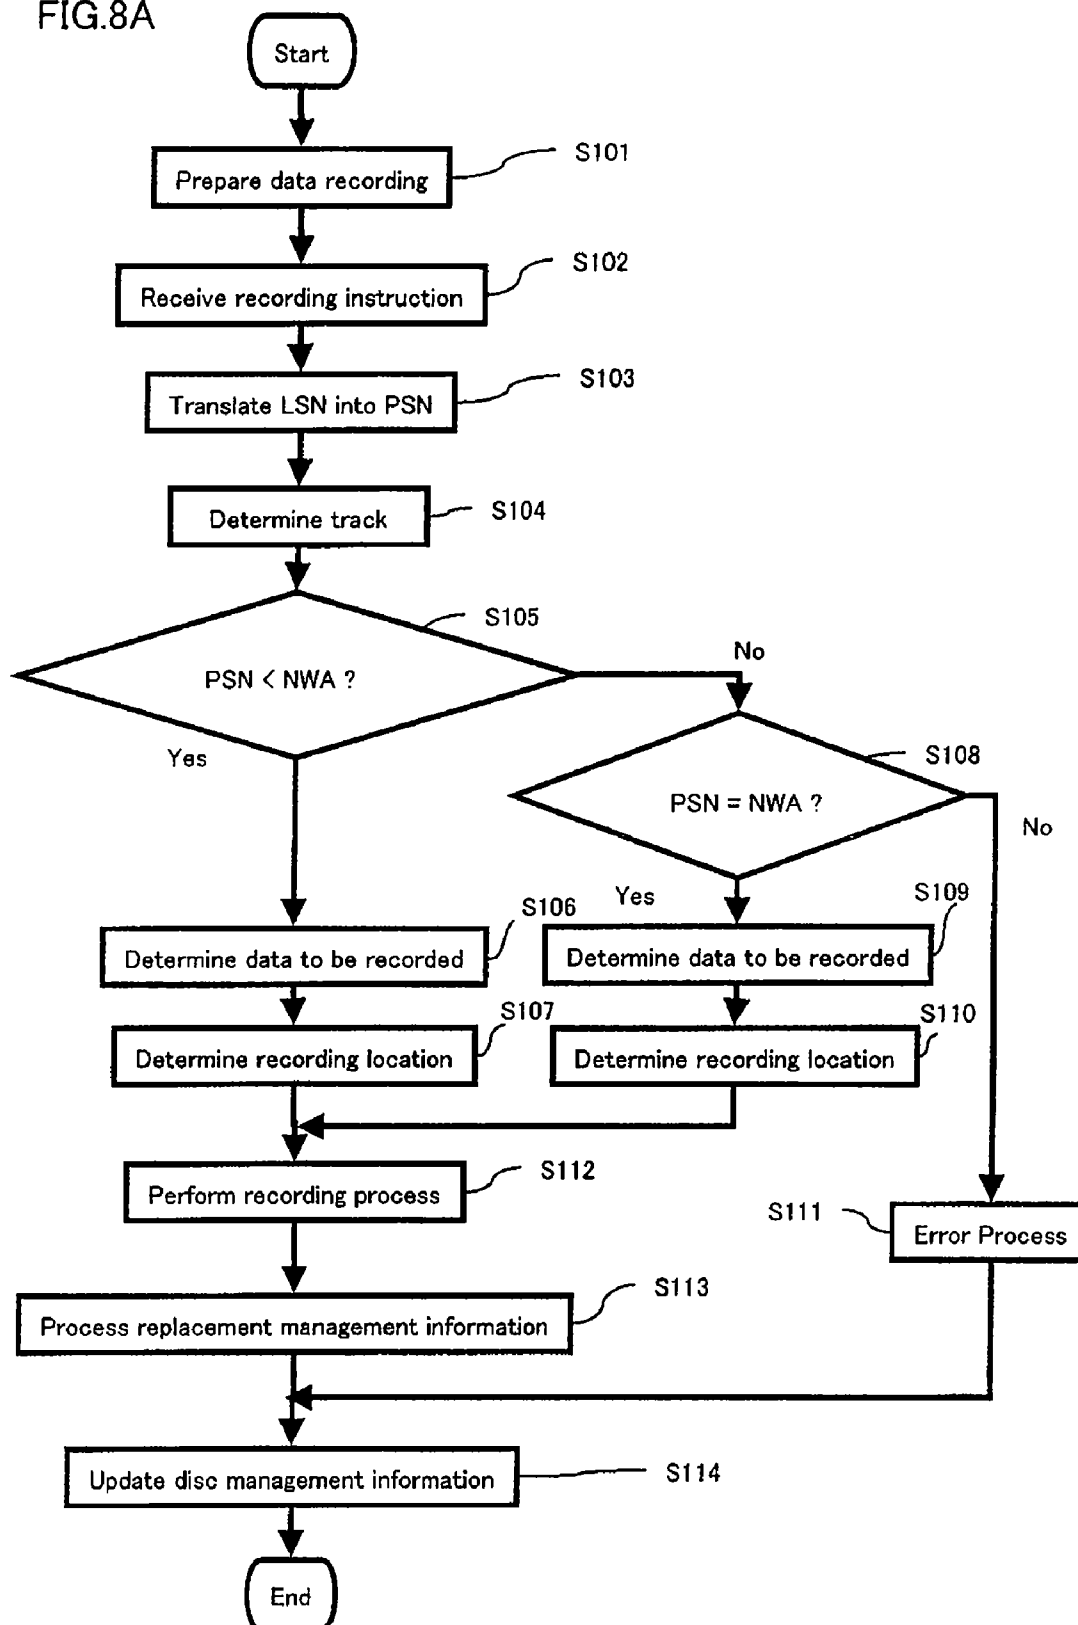 FIG.8A
Start
S101
Prepare data recording
S102
Receive recording instruction
S103
Translate LSN into PSN
S104
Determine track
S105
PSN < NWA ?
No
Yes
S108
PSN = NWA ?
No
Yes
S106
Determine data to be recorded
S109
Determine data to be recorded
S107
Determine recording location
S110
Determine recording location
S112
Perform recording process
S111
Error Process
S113
Process replacement management information
S114
Update disc management information
End